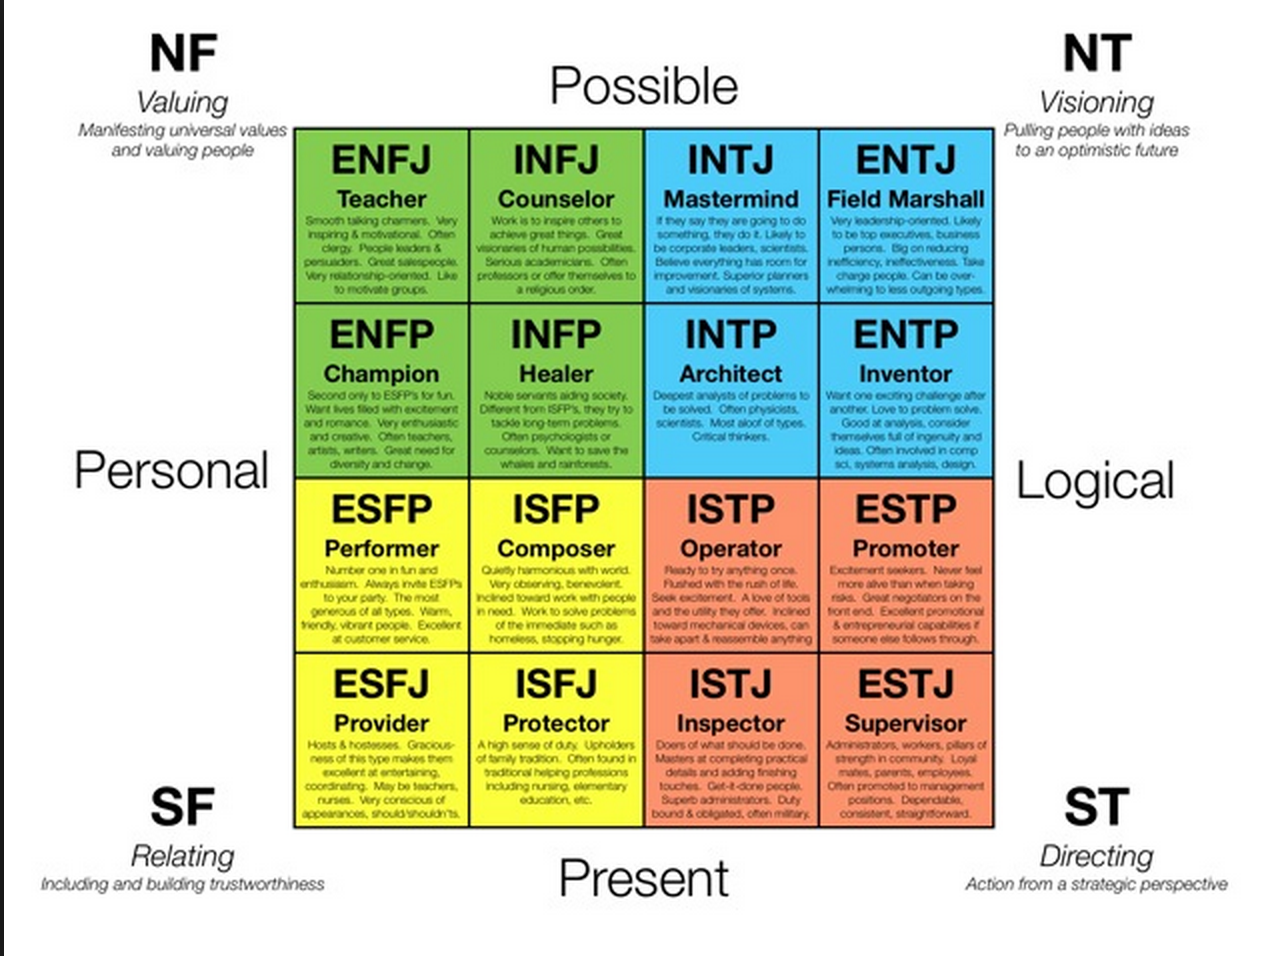 NF
Valuing
Manifesting universal values
and valuing people
Possible
NT
Visioning
Pulling people with ideas
to an optimistic future
ENFJ
Teacher
Smooth talking charmers. Very
inspiring & motivational. Often
clergy. People leaders &
persuaders. Great salespeople.
Very relationship-oriented. Like
to motivate groups.
INFJ
Counselor
Work is to inspire others to
achieve great things. Great
visionaries of human possibilities.
Serious academicians. Often
professors or offer themselves to
a religious order.
INTJ
Mastermind
If they say they are going to do
something, they do it. Likely to
be corporate leaders, scientists.
Believe everything has room for
improvement. Superior planners
and visionaries of systems.
ENTJ
Field Marshall
Very leadership-oriented. Likely
to be top executives, business
persons. Big on reducing
inefficiency, ineffectiveness. Take
charge people. Can be over-
whelming to less outgoing types.
ENFP
Champion
Second only to ESFP's for fun.
Want lives filled with excitement
and romance. Very enthusiastic
and creative. Often teachers,
artists, writers. Great need for
diversity and change.
INFP
Healer
Noble servants aiding society.
Different from ISFP's, they try to
tackle long-term problems.
Often psychologists or
counselors. Want to save the
whales and rainforests.
INTP
Architect
Deepest analysts of problems to
be solved. Often physicists,
scientists. Most aloof of types.
Critical thinkers.
ENTP
Inventor
Want one exciting challenge after
another. Love to problem solve.
Good at analysis, consider
themselves full of ingenuity and
ideas. Often involved in comp
sci, systems analysis, design.
Personal
Logical
ESFP
Performer
Number one in fun and
enthusiasm. Always invite ESFPs
to your party. The most
generous of all types. Warm,
friendly, vibrant people. Excellent
at customer service.
ISFP
Composer
Quietly harmonious with world.
Very observing, benevolent.
Inclined toward work with people
in need. Work to solve problems
of the immediate such as
homeless, stopping hunger.
ISTP
Operator
Ready to try anything once.
Flushed with the rush of life.
Seek excitement. A love of tools
and the utility they offer. Inclined
toward mechanical devices, can
take apart & reassemble anything
ESTP
Promoter
Excitement seekers. Never feel
more alive than when taking
risks. Great negotiators on the
front end. Excellent promotional
& entrepreneurial capabilities if
someone else follows through.
ESFJ
Provider
Hosts & hostesses. Gracious-
ness of this type makes them
excellent at entertaining,
coordinating. May be teachers,
nurses. Very conscious of
appearances, should/shouldn'ts.
ISFJ
Protector
A high sense of duty. Upholders
of family tradition. Often found in
traditional helping professions
including nursing, elementary
education, etc.
ISTJ
Inspector
Doers of what should be done.
Masters at completing practical
details and adding finishing
touches. Get-it-done people.
Superb administrators. Duty
bound & obligated, often military.
ESTJ
Supervisor
Administrators, workers, pillars of
strength in community. Loyal
mates, parents, employees.
Often promoted to management
positions. Dependable,
consistent, straightforward.
SF
Relating
Including and building trustworthiness
Present
ST
Directing
Action from a strategic perspective